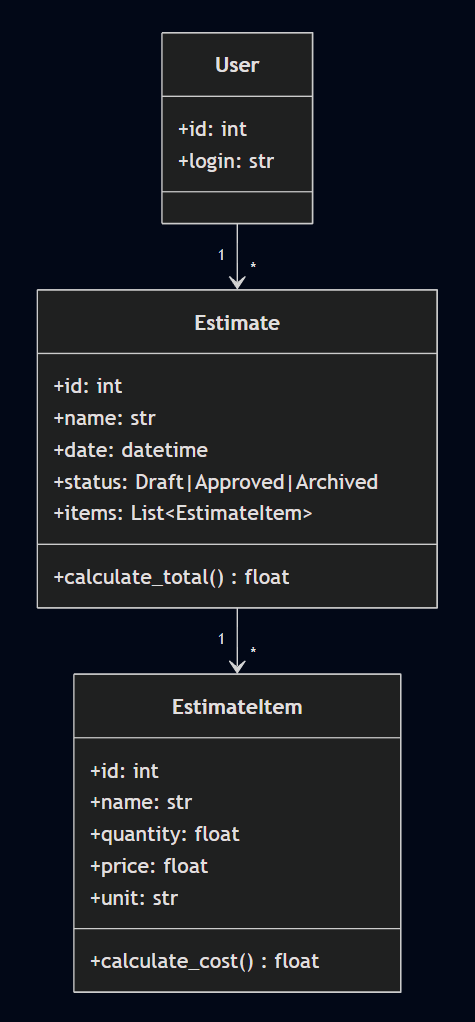 User
+id: int
+login: str
1
*
Estimate
+id: int
+name: str
+date: datetime
+status: Draft|Approved|Archived
+items: List<EstimateItem>
+calculate_total() : float
1
*
EstimateItem
+id: int
+name: str
+quantity: float
+price: float
+unit: str
+calculate_cost() : float